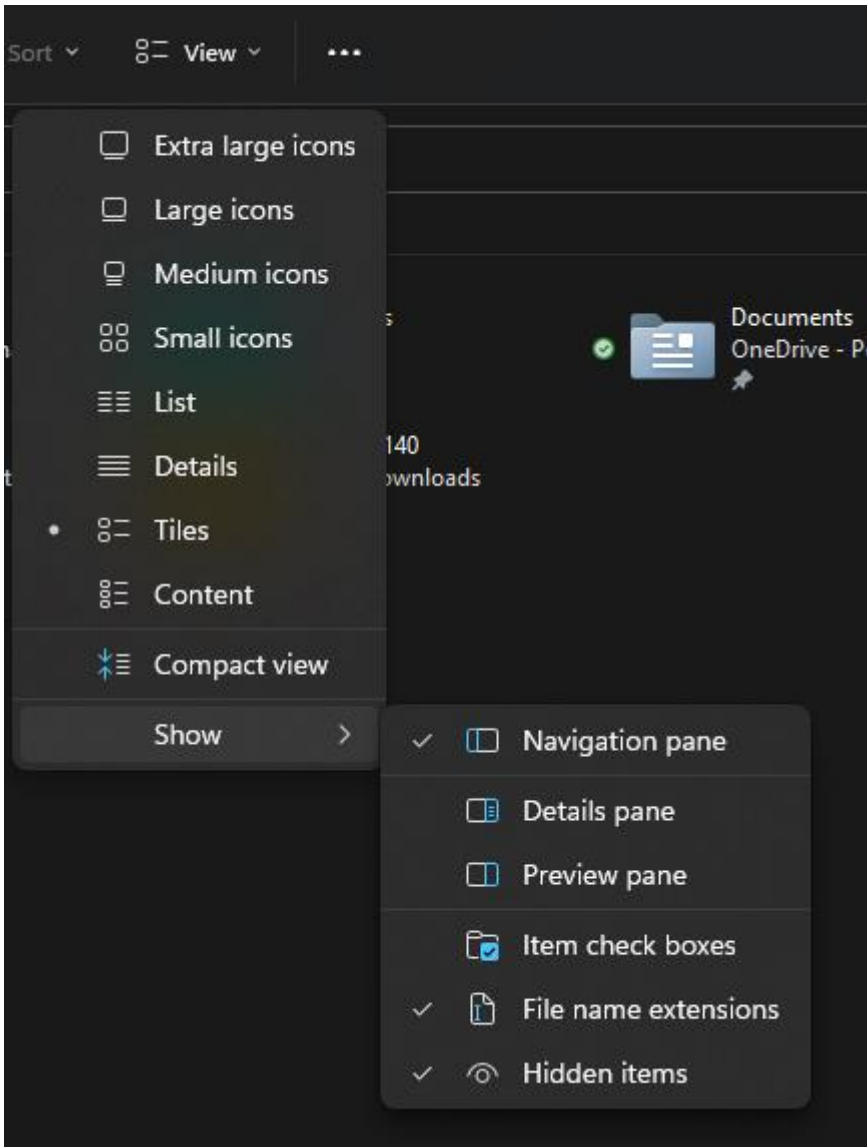 Sort
View
Extra large icons
Large icons
Medium icons
Small icons
List
Details
Tiles
Content
Compact view
Show
Documents
OneDrive - P
140
ownloads
Navigation pane
Details pane
Preview pane
Item check boxes
File name extensions
Hidden items